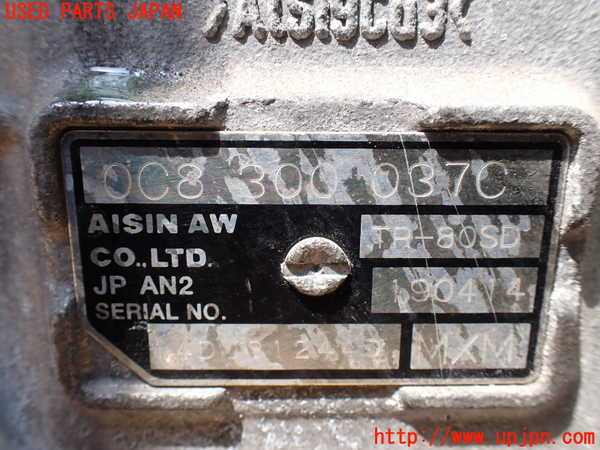 USED PARTS JAPAN
0C8 300 037C
AISIN AW
CO.,LTD.
TR-80SD
JP AN2
190414
SERIAL NO.
MXM
http://www.upjpn.com/